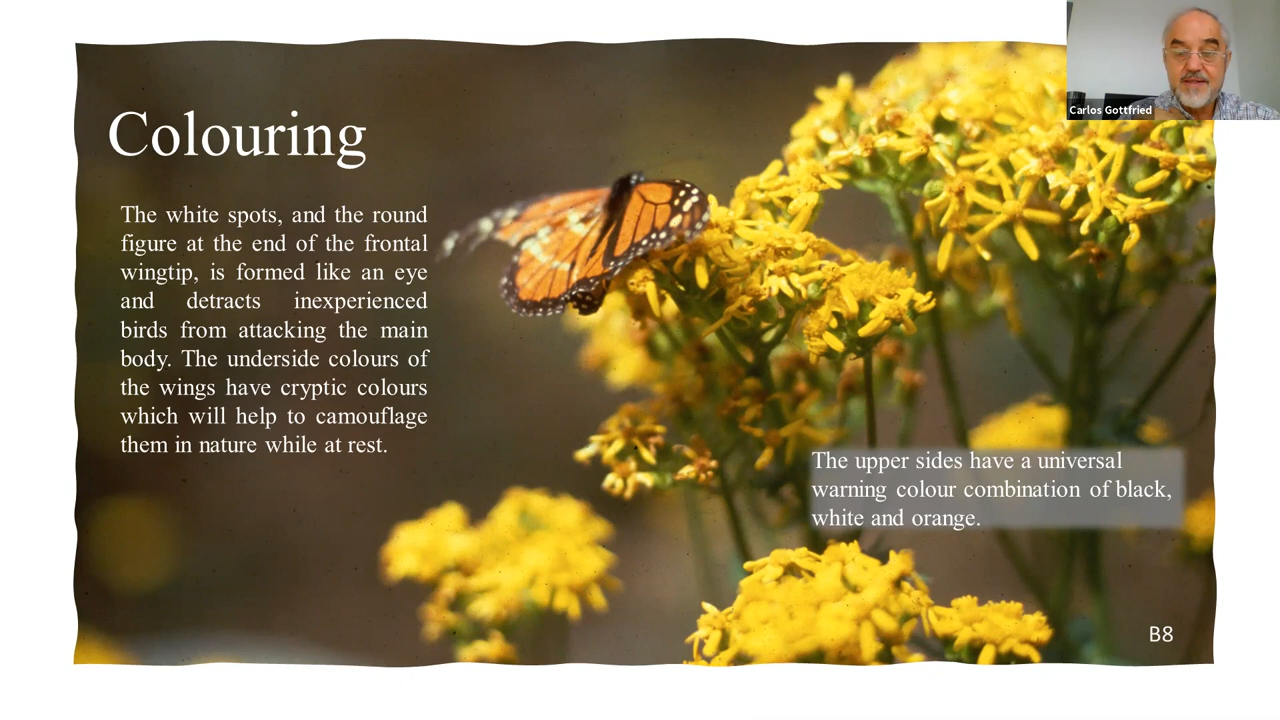 Colouring
The white spots, and the round
figure at the end of the frontal
wingtip, is formed like an eye
and detracts inexperienced
birds from attacking the main
body. The underside colours of
the wings have cryptic colours
which will help to camouflage
them in nature while at rest.
The upper sides have a universal
warning colour combination of black,
white and orange.
B8
Carlos Gottfried